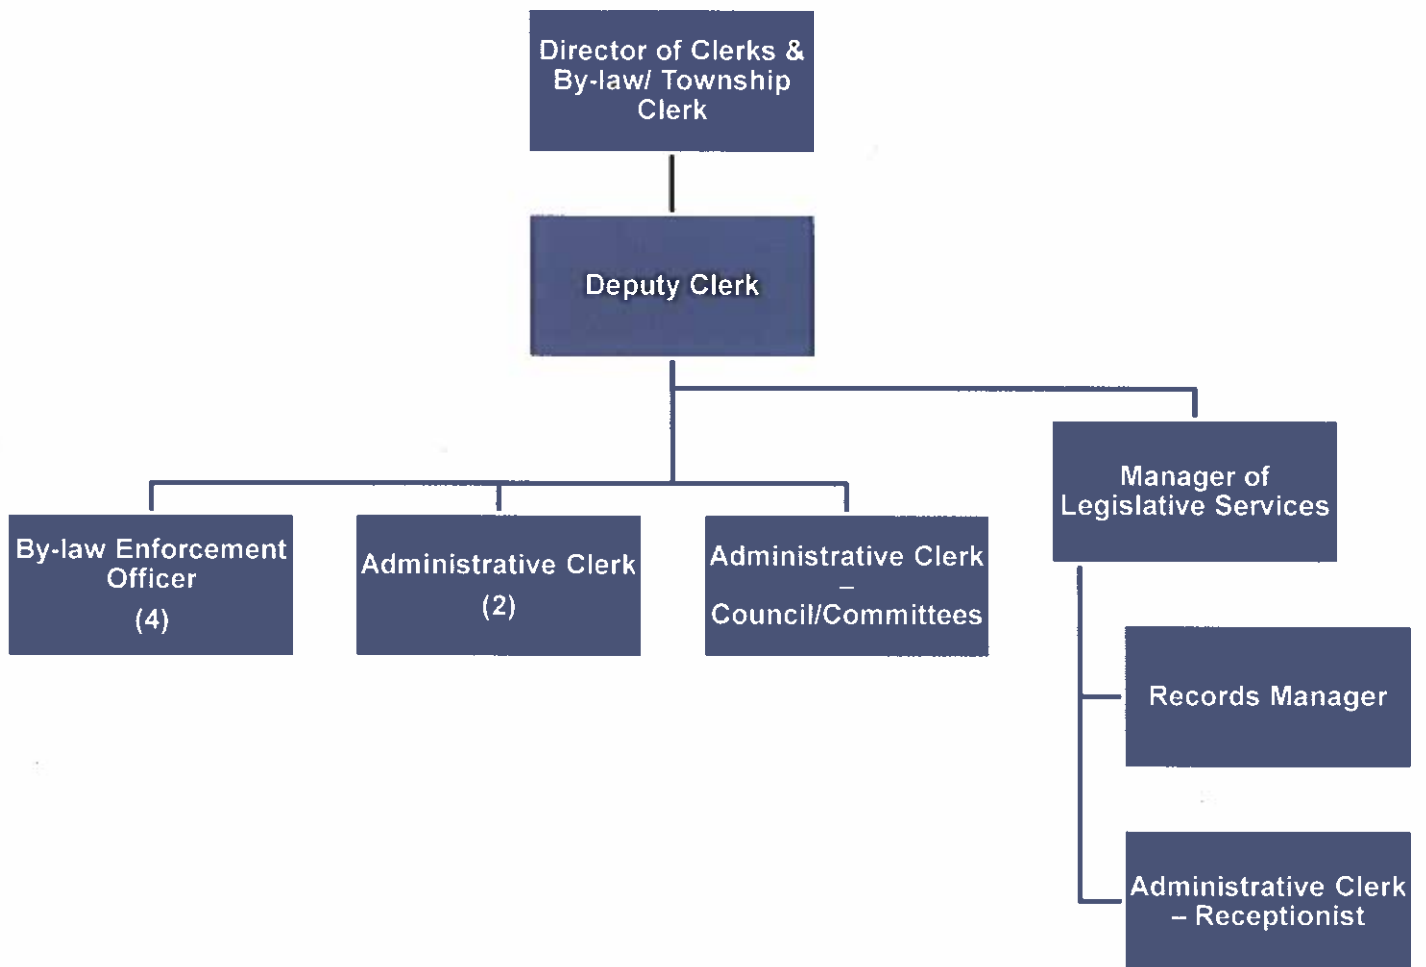 Director of Clerks &
By-law/ Township
Clerk
Deputy Clerk
Manager of
Legislative Services
By-law Enforcement
Officer
(4)
Administrative Clerk
(2)
Administrative Clerk
–
Council/Committees
Records Manager
Administrative Clerk
– Receptionist